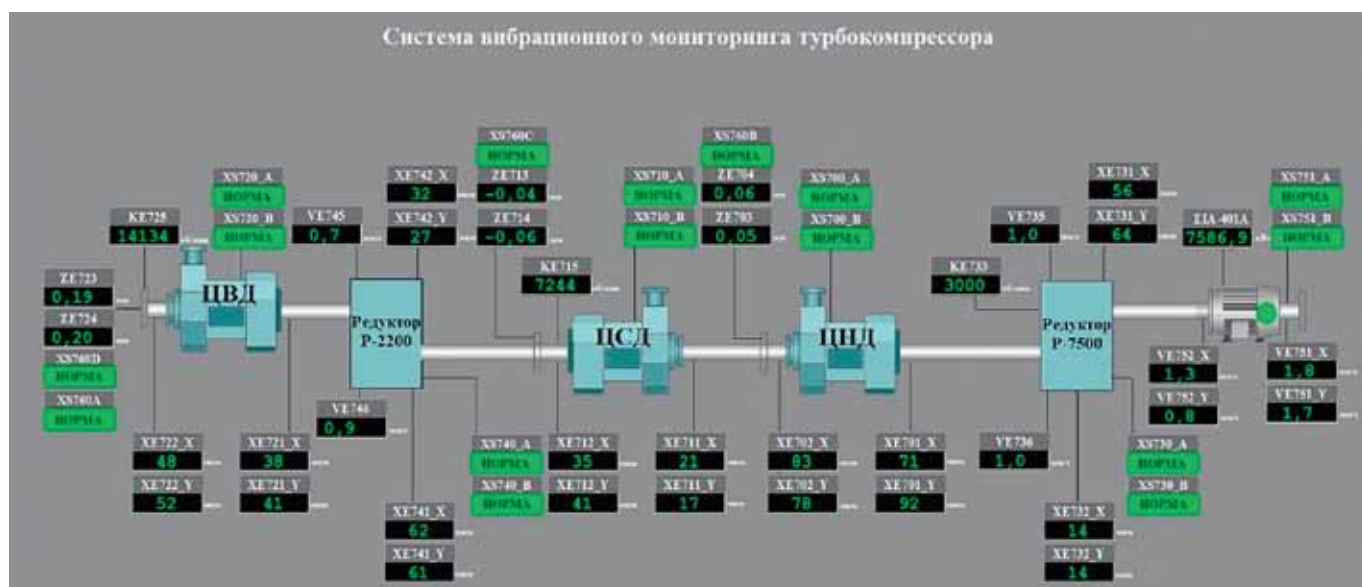 Система вибрационного мониторинга турбокомпрессора
XS760C
НОРМА
XS760B
НОРМА
XS720_A
НОРМА
XS720_B
НОРМА
XE742_X
32
XE742_Y
27
ZE713
-0,04
ZE714
-0,06
XS710_A
НОРМА
XS710_B
НОРМА
ZE704
0,06
ZE703
0,05
XS700_A
НОРМА
XS700_B
НОРМА
XE731_X
56
XE731_Y
64
XS751_A
НОРМА
XS751_B
НОРМА
KE725
14134
VE745
0,7
VE735
1,0
EIA-401A
7586,9
KE715
7244
KE733
3000
ZE723
0,19
ZE724
0,20
XS760D
НОРМА
XS760A
НОРМА
ЦВД
Редуктор
Р-2200
ЦСД
ЦНД
Редуктор
Р-7500
VE752_X
1,3
VE752_Y
0,8
VE751_X
1,8
VE751_Y
1,7
VE746
0,9
VE736
1,0
XE722_X
48
XE722_Y
52
XE721_X
38
XE721_Y
41
XS740_A
НОРМА
XS740_B
НОРМА
XE712_X
35
XE712_Y
41
XE711_X
21
XE711_Y
17
XE702_X
83
XE702_Y
78
XE701_X
71
XE701_Y
92
XS730_A
НОРМА
XS730_B
НОРМА
XE741_X
62
XE741_Y
61
XE732_X
14
XE732_Y
14